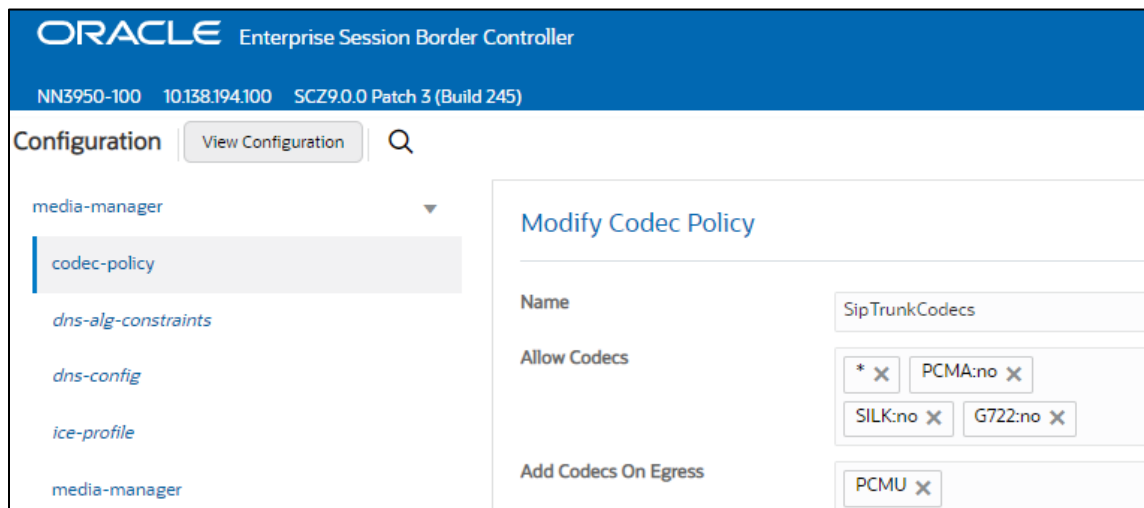 ORACLE Enterprise Session Border Controller
NN3950-100 10.138.194.100 SCZ9.0.0 Patch 3 (Build 245)
Configuration View Configuration
media-manager
codec-policy
dns-alg-constraints
dns-config
ice-profile
media-manager
Modify Codec Policy
Name SipTrunkCodecs
Allow Codecs * PCMA:no
SILK:no G722:no
Add Codecs On Egress PCMU